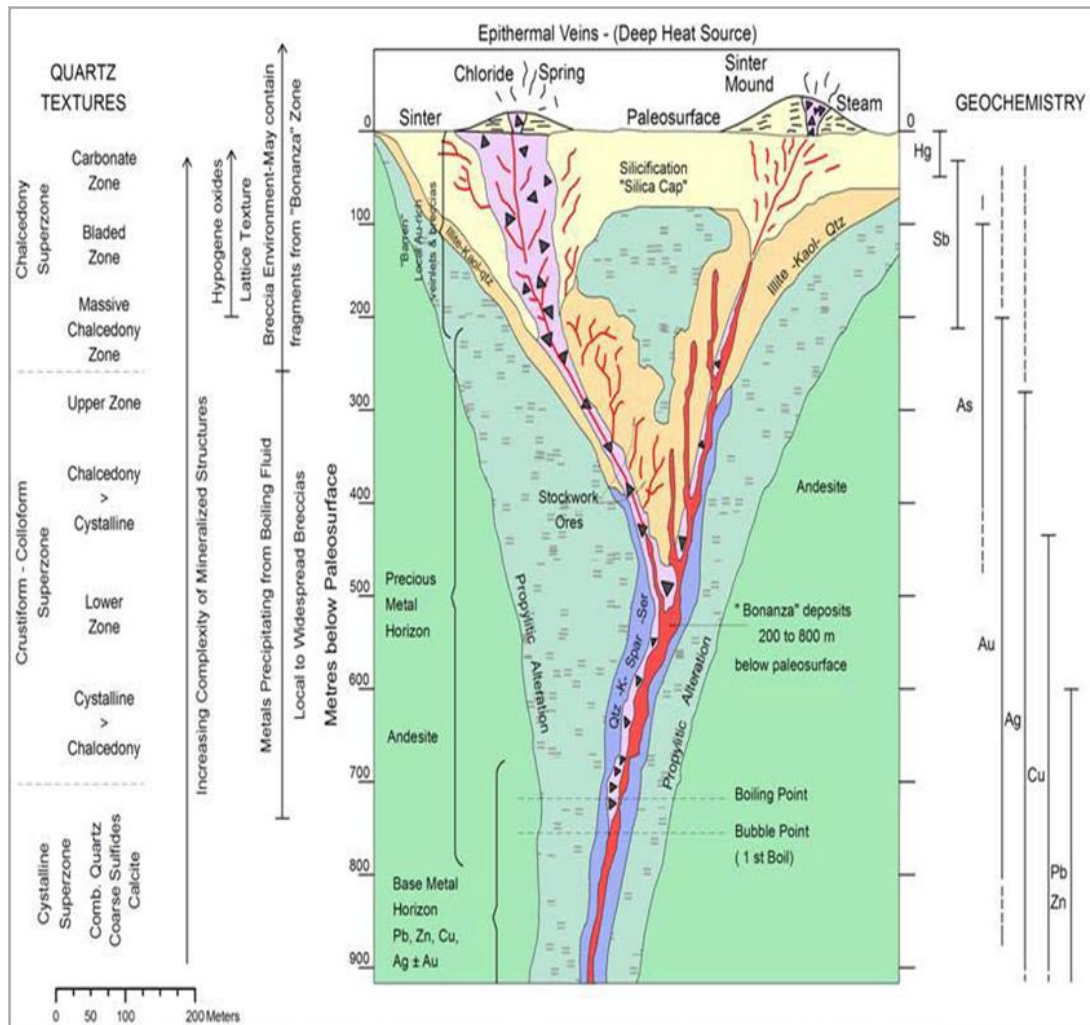 Epithermal Veins - (Deep Heat Source)
QUARTZ
TEXTURES
Chalcedony
Superzone
Carbonate
Zone
Bladed
Zone
Massive
Chalcedony
Zone
Crustiform - Colloform
Superzone
Upper Zone
Chalcedony
>
Cystalline
Lower
Zone
Cystalline
>
Chalcedony
Cystalline
Superzone
Comb. Quartz
Coarse Sulfides
Calcite
0 50 100 200 Meters
Increasing Complexity of Mineralized Structures
Hypogene oxides
Lattice Texture
Metals Precipitating from Boiling Fluid
Breccia Environment-May contain
fragments from "Bonanza" Zone
Local to Widespread Breccias
Metres below Paleosurface
0
100
200
300
400
500
600
700
800
900
Chloride Spring
Sinter
Paleosurface
Sinter
Mound
Steam
"Barren"
Local Au-rich
veinlets & breccias
Illite-Kaol-qtz
Silicification
"Silica Cap"
Illite -Kaol- Qtz
Stockwork
Ores
Andesite
Precious
Metal
Horizon
Propylitic Alteration
Qtz -K- Spar -Ser
Propylitic Alteration
" Bonanza" deposits
200 to 800 m
below paleosurface
Andesite
Boiling Point
Bubble Point
( 1 st Boil)
Base Metal
Horizon
Pb, Zn, Cu,
Ag ± Au
GEOCHEMISTRY
0
Hg
Sb
As
Au
Ag
Cu
Pb
Zn